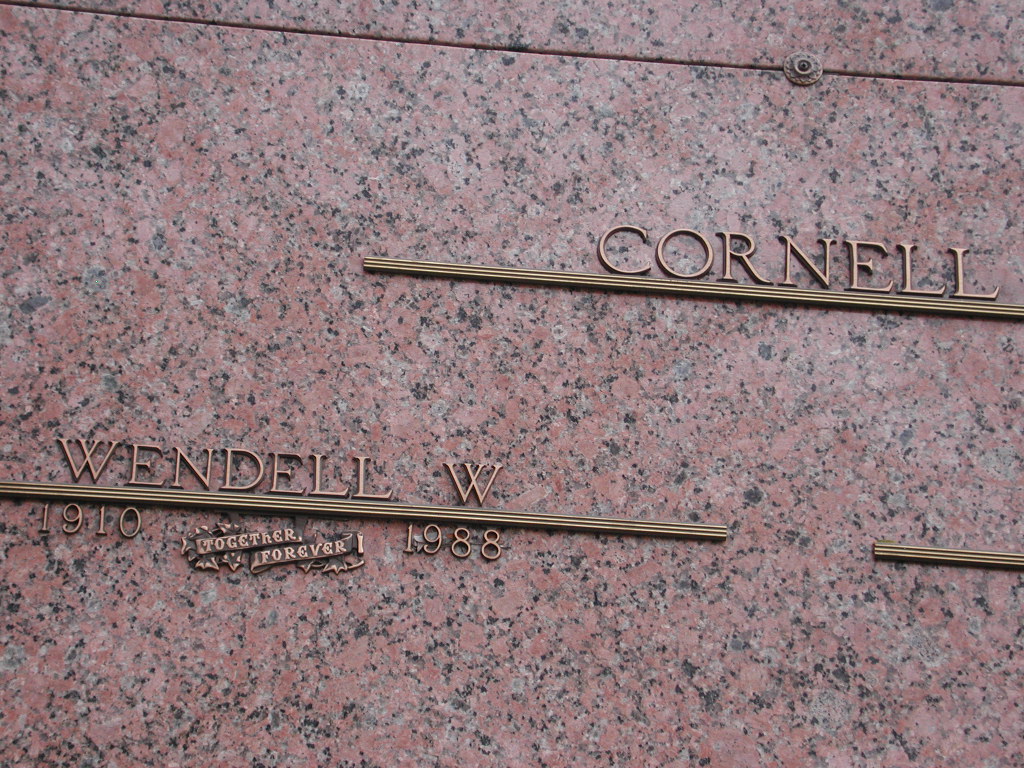 CORNELL
WENDELL W
1910 1988
TOGETHER
FOREVER